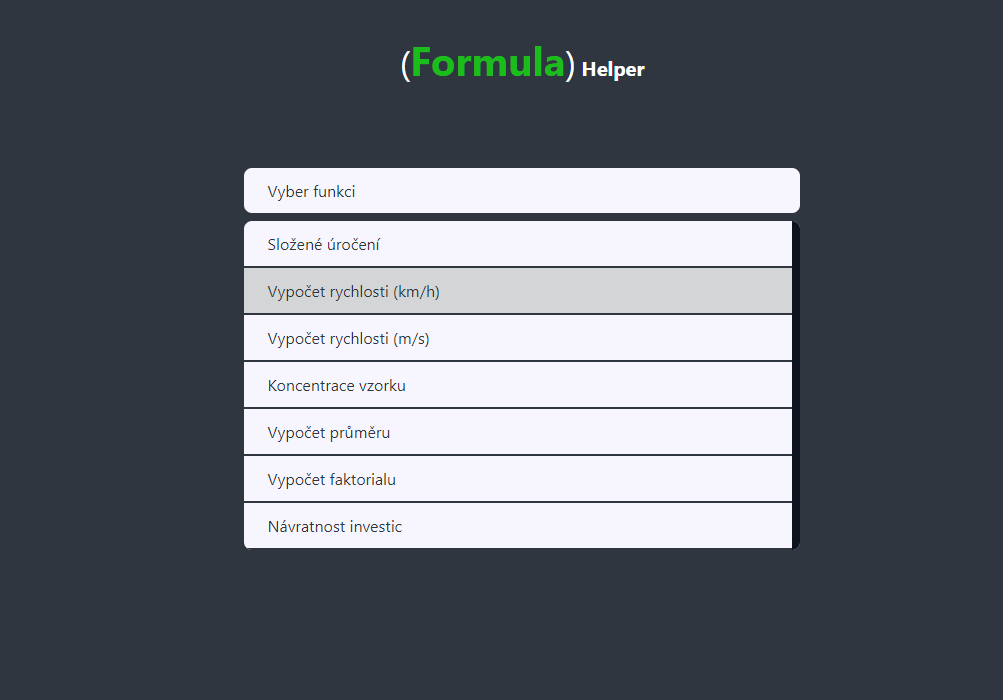 (Formula) Helper
Vyber funkci
Složené úročení
Vypočet rychlosti (km/h)
Vypočet rychlosti (m/s)
Koncentrace vzorku
Vypočet průměru
Vypočet faktorialu
Návratnost investic